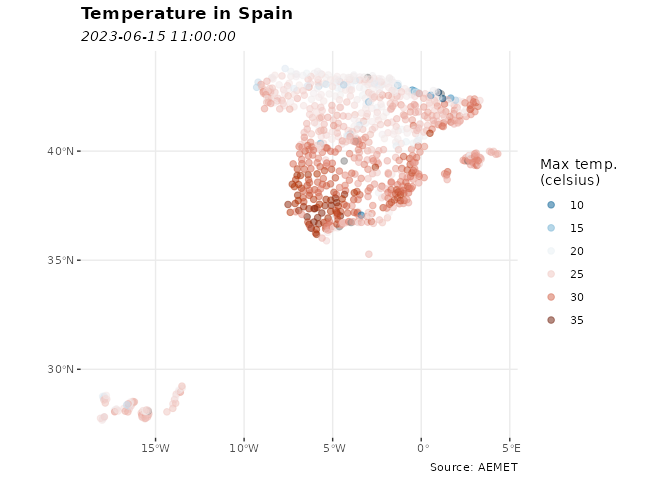 Temperature in Spain
2023-06-15 11:00:00
40°N
35°N
30°N
15°W
10°W
5°W
0°
5°E
Max temp.
(celsius)
10
15
20
25
30
35
Source: AEMET